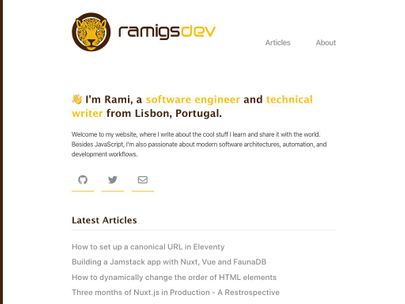 ramigsdev
Articles About
👋 I'm Rami, a software engineer and technical
writer from Lisbon, Portugal.
Welcome to my website, where I write about the cool stuff I learn and share it with the world.
Besides JavaScript, I'm also passionate about modern software architectures, automation, and
development workflows.
Latest Articles
How to set up a canonical URL in Eleventy
Building a Jamstack app with Nuxt, Vue and FaunaDB
How to dynamically change the order of HTML elements
Three months of Nuxt.js in Production - A Restrospective